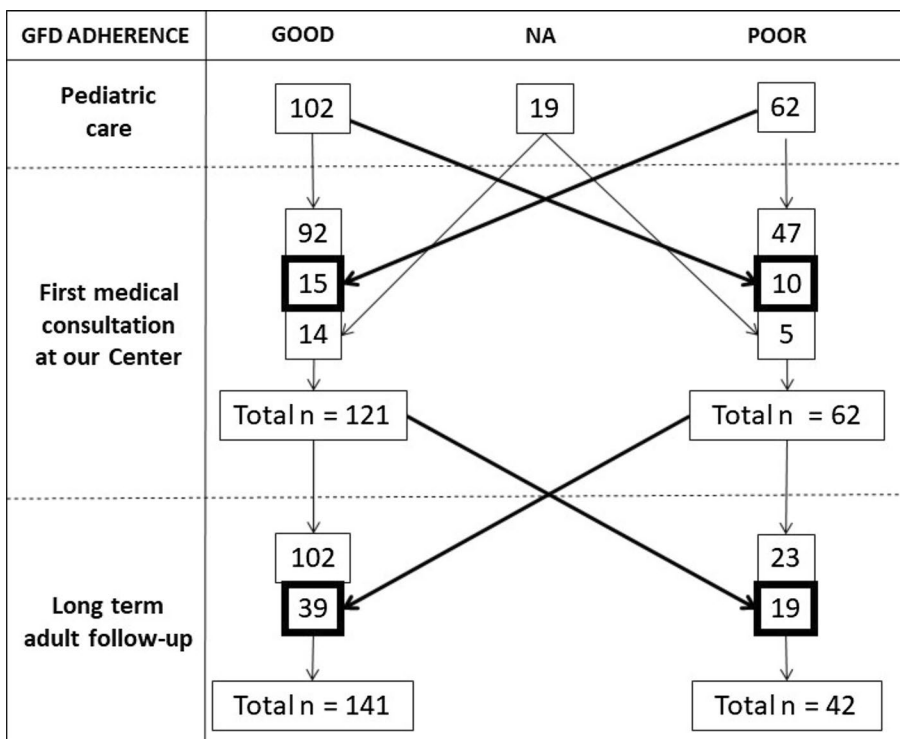 GFD ADHERENCE GOOD NA POOR
Pediatric
care
102 19 62
First medical
consultation
at our Center
92 47
15 10
14 5
Total n = 121 Total n = 62
Long term
adult follow-up
102 23
39 19
Total n = 141 Total n = 42